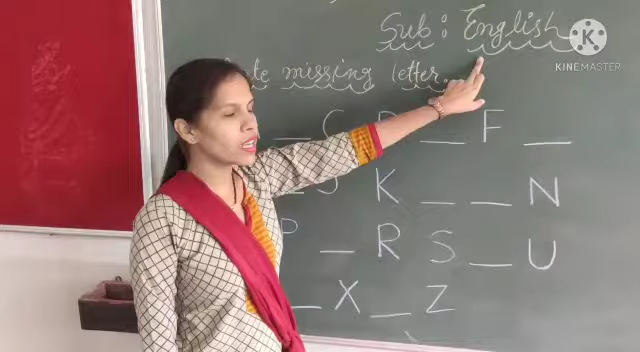 Sub : English
missing letter.
_ C _ F _
J K _ _ N
P _ R S _ U
_ X _ Z
KINEMASTER